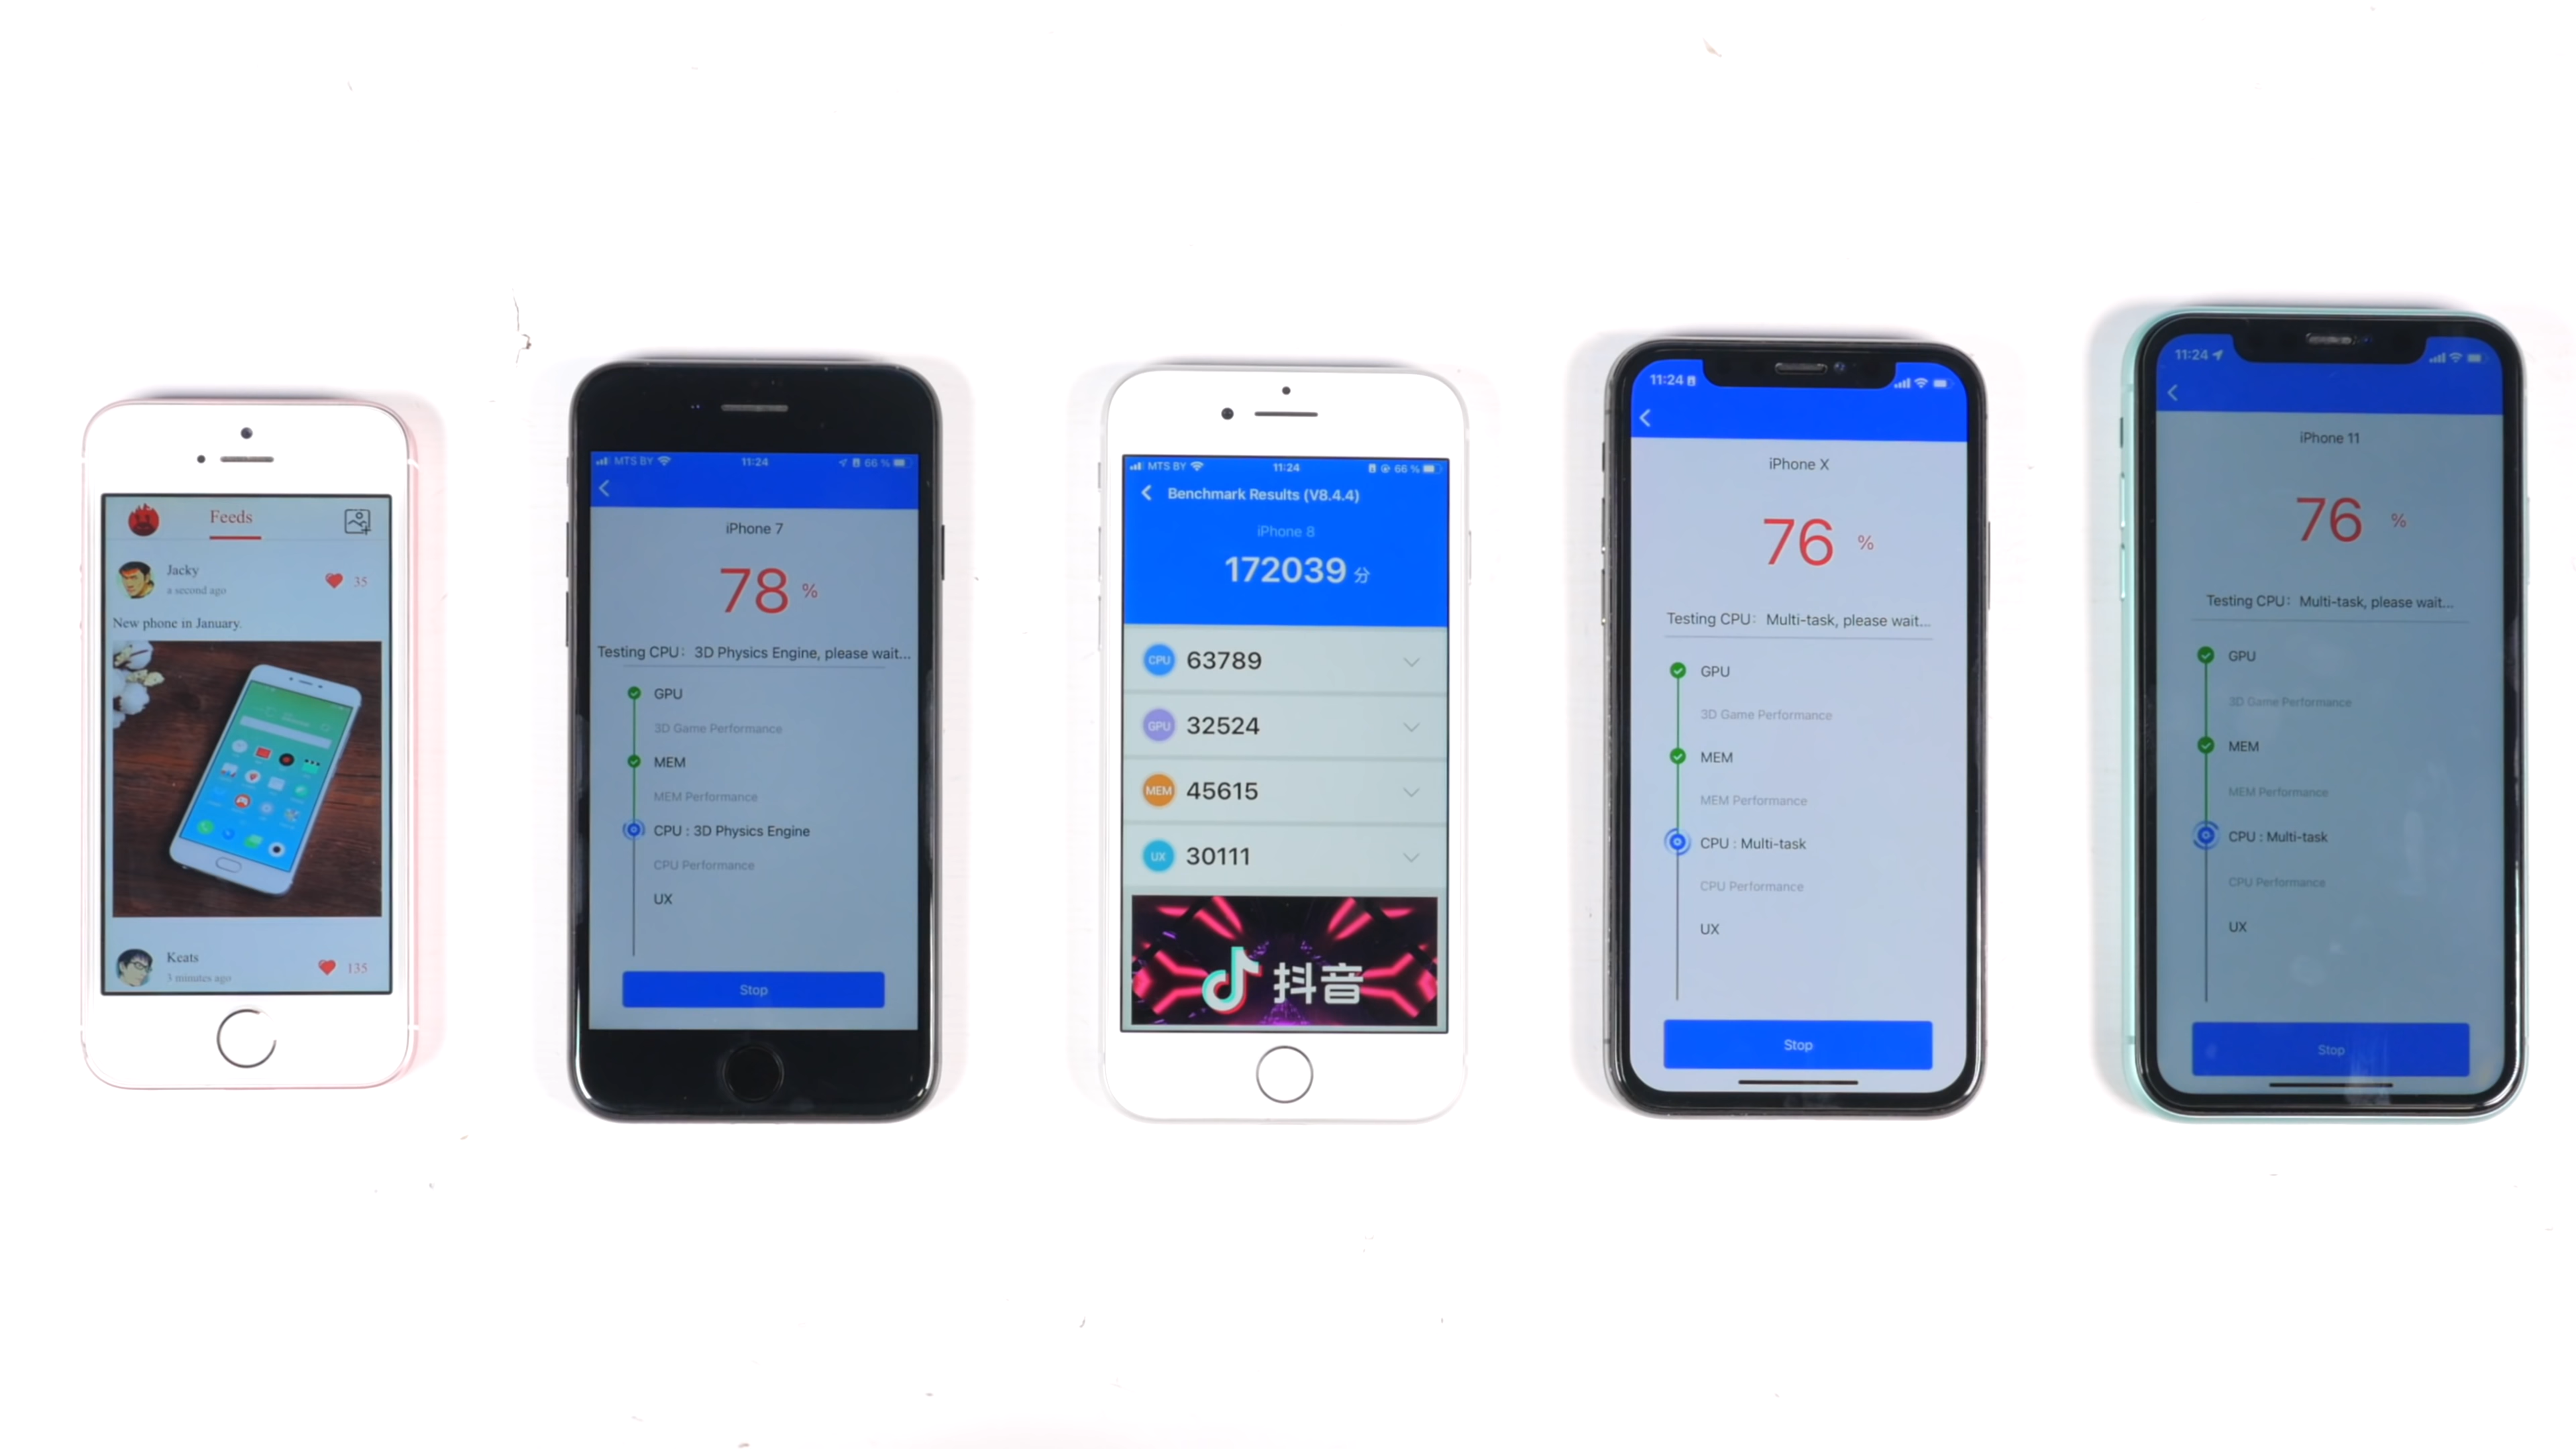 Feeds
Jacky
35
a second ago
New phone in January.
Keats
135
3 minutes ago
MTS BY
11:24
66 %
iPhone 7
78 %
Testing CPU: 3D Physics Engine, please wait...
GPU
3D Game Performance
MEM
MEM Performance
CPU : 3D Physics Engine
CPU Performance
UX
Stop
MTS BY
11:24
66 %
Benchmark Results (V8.4.4)
iPhone 8
172039 分
CPU 63789
GPU 32524
MEM 45615
UX 30111
抖音
11:24
iPhone X
76 %
Testing CPU: Multi-task, please wait...
GPU
3D Game Performance
MEM
MEM Performance
CPU : Multi-task
CPU Performance
UX
Stop
11:24
iPhone 11
76 %
Testing CPU: Multi-task, please wait...
GPU
3D Game Performance
MEM
MEM Performance
CPU : Multi-task
CPU Performance
UX
Stop